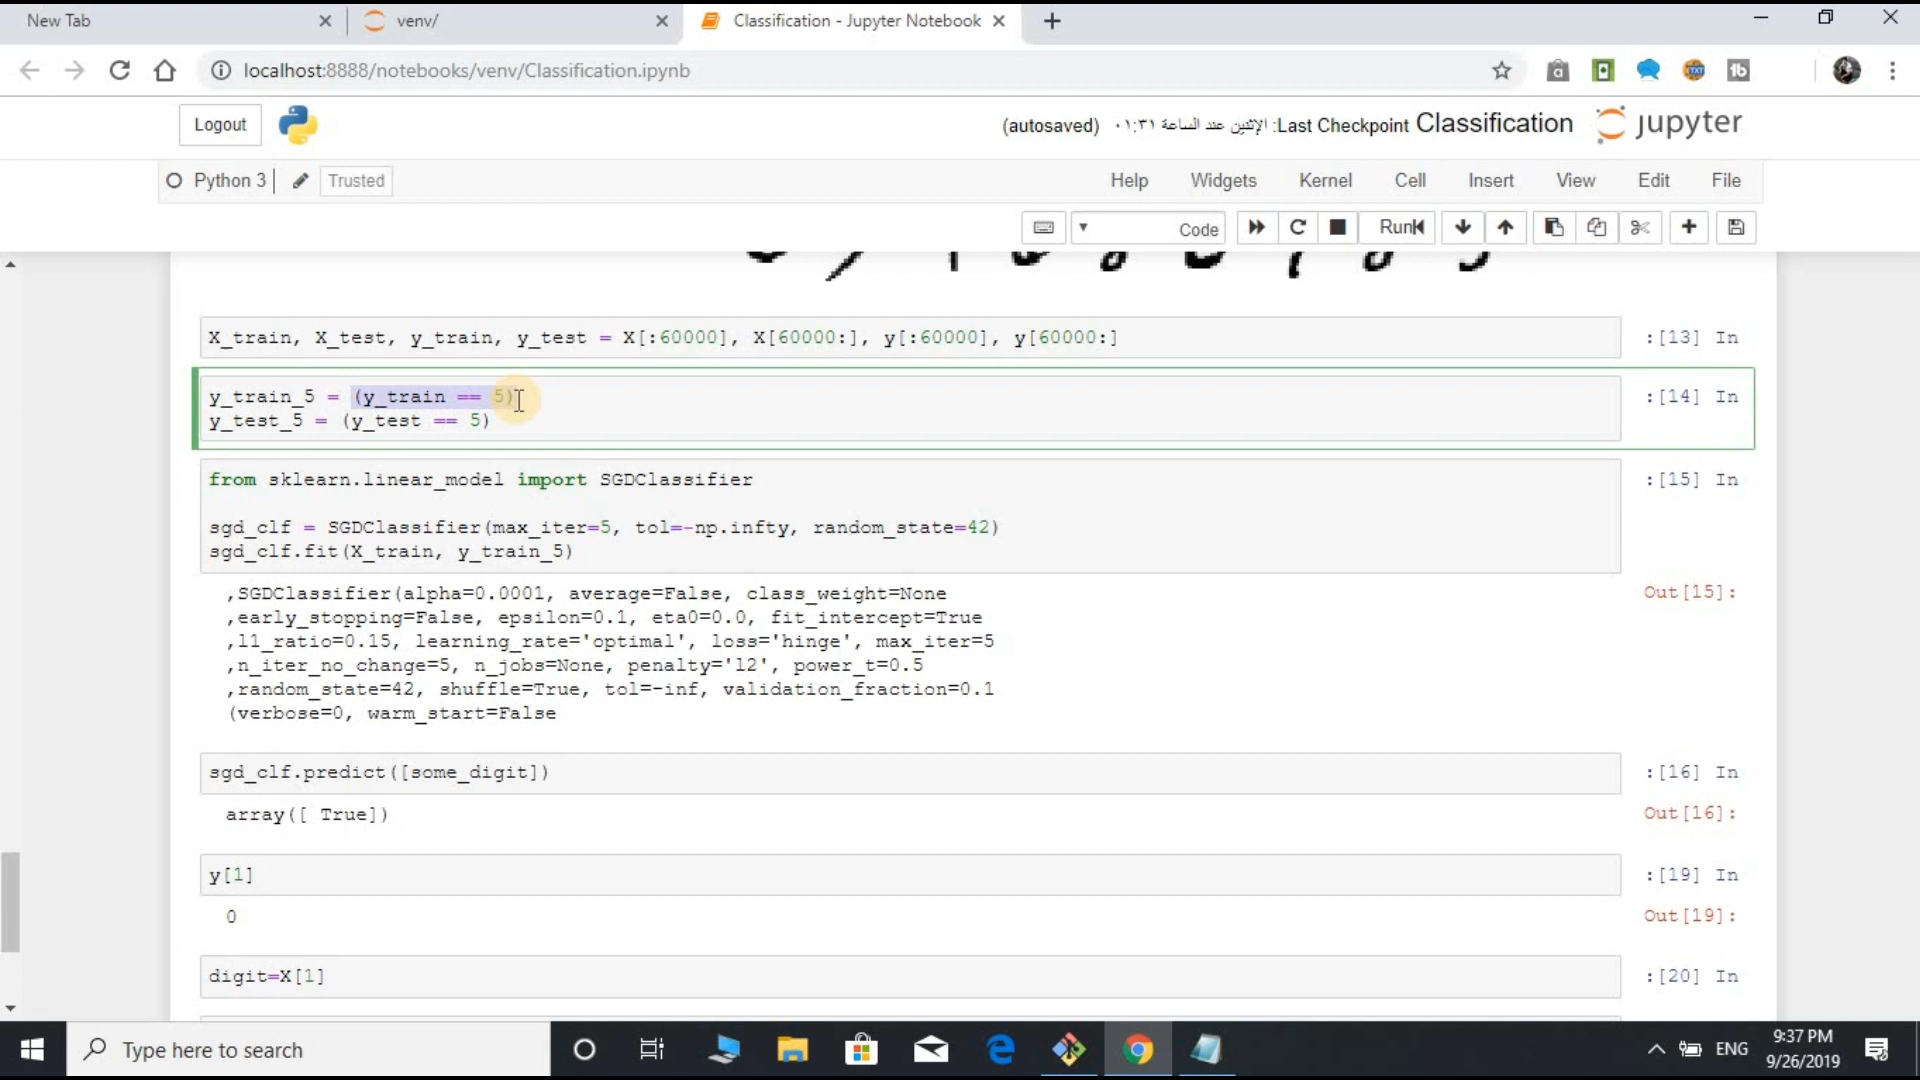 New Tab
venv/
Classification - Jupyter Notebook
localhost:8888/notebooks/venv/Classification.ipynb
Logout
(autosaved) Last Checkpoint: الإثنين عند الساعة ٠١:٣١ Classification jupyter
Python 3 Trusted Help Widgets Kernel Cell Insert View Edit File
Code Run
X_train, X_test, y_train, y_test = X[:60000], X[60000:], y[:60000], y[60000:] :[13] In
y_train_5 = (y_train == 5) :[14] In
y_test_5 = (y_test == 5)
from sklearn.linear_model import SGDClassifier :[15] In
sgd_clf = SGDClassifier(max_iter=5, tol=-np.infty, random_state=42)
sgd_clf.fit(X_train, y_train_5)
,SGDClassifier(alpha=0.0001, average=False, class_weight=None Out[15]:
,early_stopping=False, epsilon=0.1, eta0=0.0, fit_intercept=True
,l1_ratio=0.15, learning_rate='optimal', loss='hinge', max_iter=5
,n_iter_no_change=5, n_jobs=None, penalty='l2', power_t=0.5
,random_state=42, shuffle=True, tol=-inf, validation_fraction=0.1
(verbose=0, warm_start=False
sgd_clf.predict([some_digit]) :[16] In
array([ True]) Out[16]:
y[1] :[19] In
0 Out[19]:
digit=X[1] :[20] In
Type here to search
ENG
9:37 PM
9/26/2019